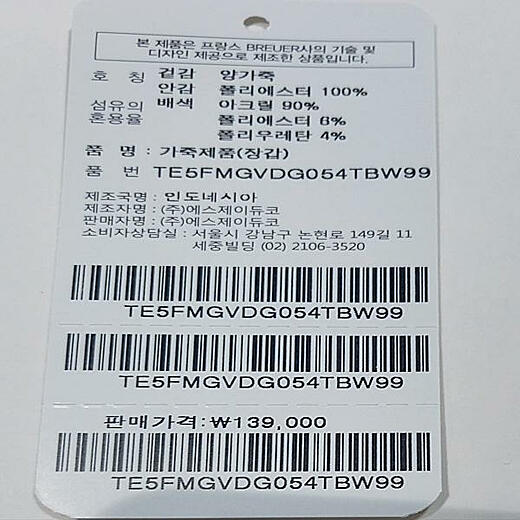 본 제품은 프랑스 BREUER사의 기술 및
디자인 제공으로 제조한 상품입니다.
호 칭 겉감 양가죽
안감 폴리에스터 100%
섬유의 배색 아크릴 90%
혼용율 폴리에스터 6%
폴리우레탄 4%
품 명 : 가죽제품(장갑)
품 번 TE5FMGVDG054TBW99
제조국명 : 인도네시아
제조자명 : (주)에스제이듀코
판매자명 : (주)에스제이듀코
소비자상담실 : 서울시 강남구 논현로 149길 11
세중빌딩 (02) 2106-3520
TE5FMGVDG054TBW99
TE5FMGVDG054TBW99
판매가격:₩139,000
TE5FMGVDG054TBW99